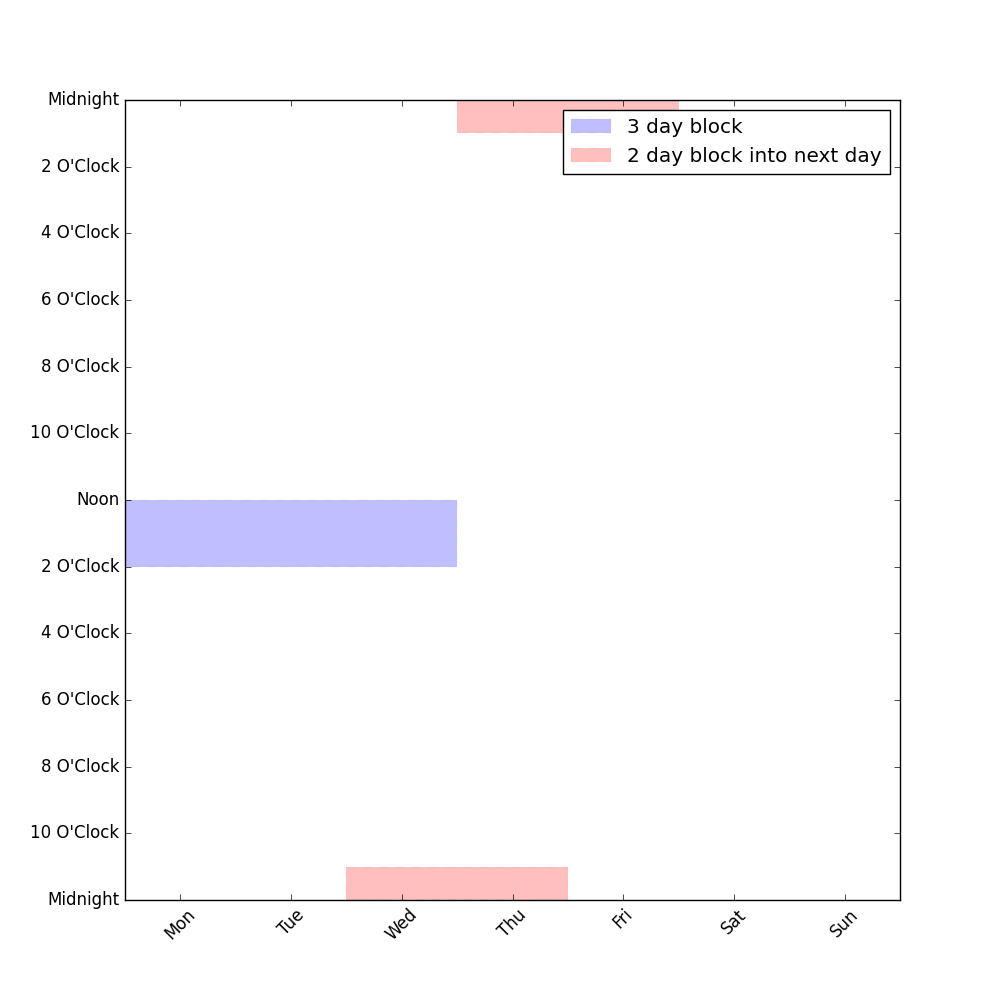 Midnight
3 day block
2 day block into next day
2 O'Clock
4 O'Clock
6 O'Clock
8 O'Clock
10 O'Clock
Noon
2 O'Clock
4 O'Clock
6 O'Clock
8 O'Clock
10 O'Clock
Midnight
Mon Tue Wed Thu Fri Sat Sun